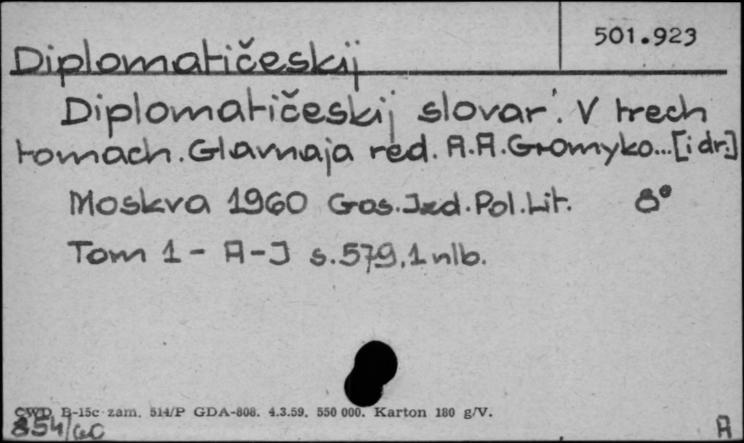 501.923
Diplomatičeskij
Diplomatičeskij slovar'. V trech
tomach. Glavnaja red. A.A. Gromyko...[i dr.]
Moskva 1960 Gos. Izd. Pol. Lit. 8°
Tom 1 - A-J s. 579, 1 nlb.
CWD, B-15c zam. 514/P GDA-808. 4.3.59. 550 000. Karton 180 g/V.
854/60
A